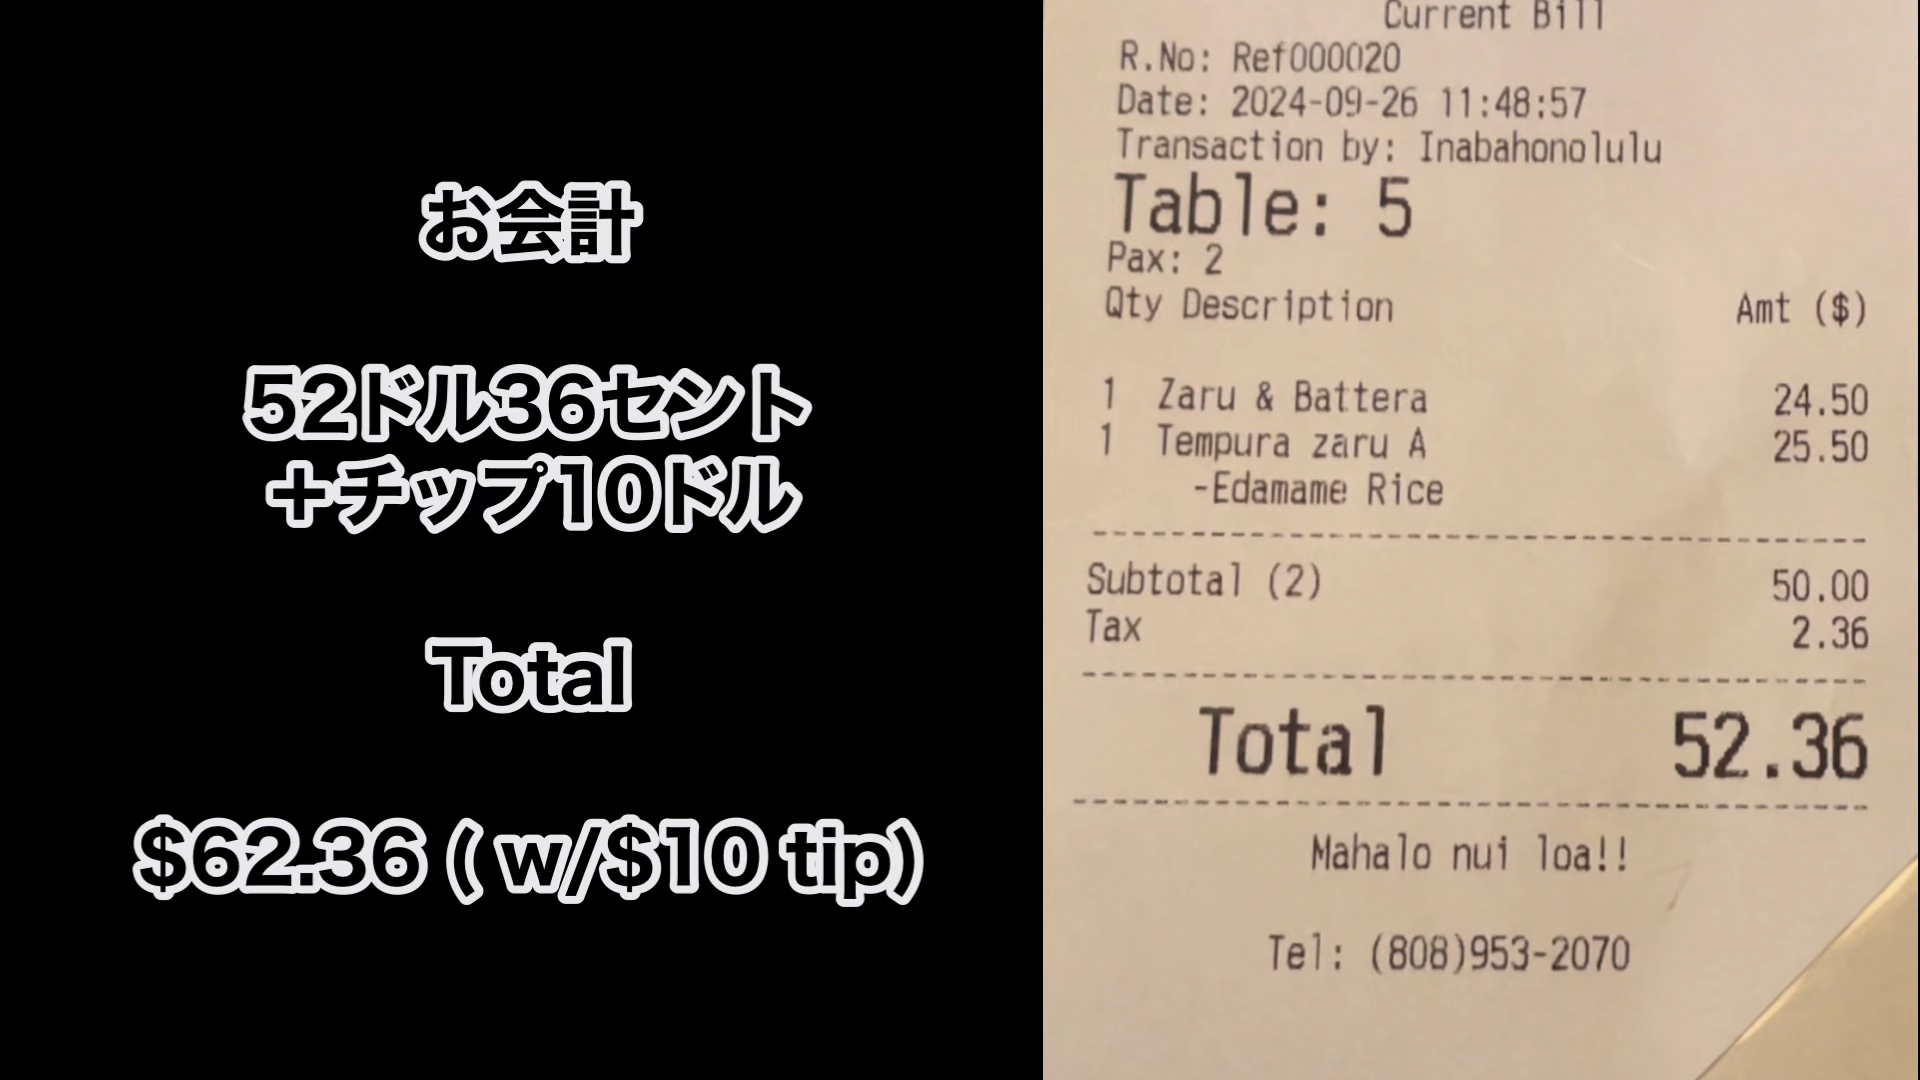 お会計
52ドル36セント
＋チップ10ドル
Total
$62.36 ( w/$10 tip)
Current Bill
R.No: Ref000020
Date: 2024-09-26 11:48:57
Transaction by: Inabahonolulu
Table: 5
Pax: 2
Qty Description Amt ($)
1 Zaru & Battera 24.50
1 Tempura zaru A 25.50
-Edamame Rice
Subtotal (2) 50.00
Tax 2.36
Total 52.36
Mahalo nui loa!!
Tel: (808)953-2070